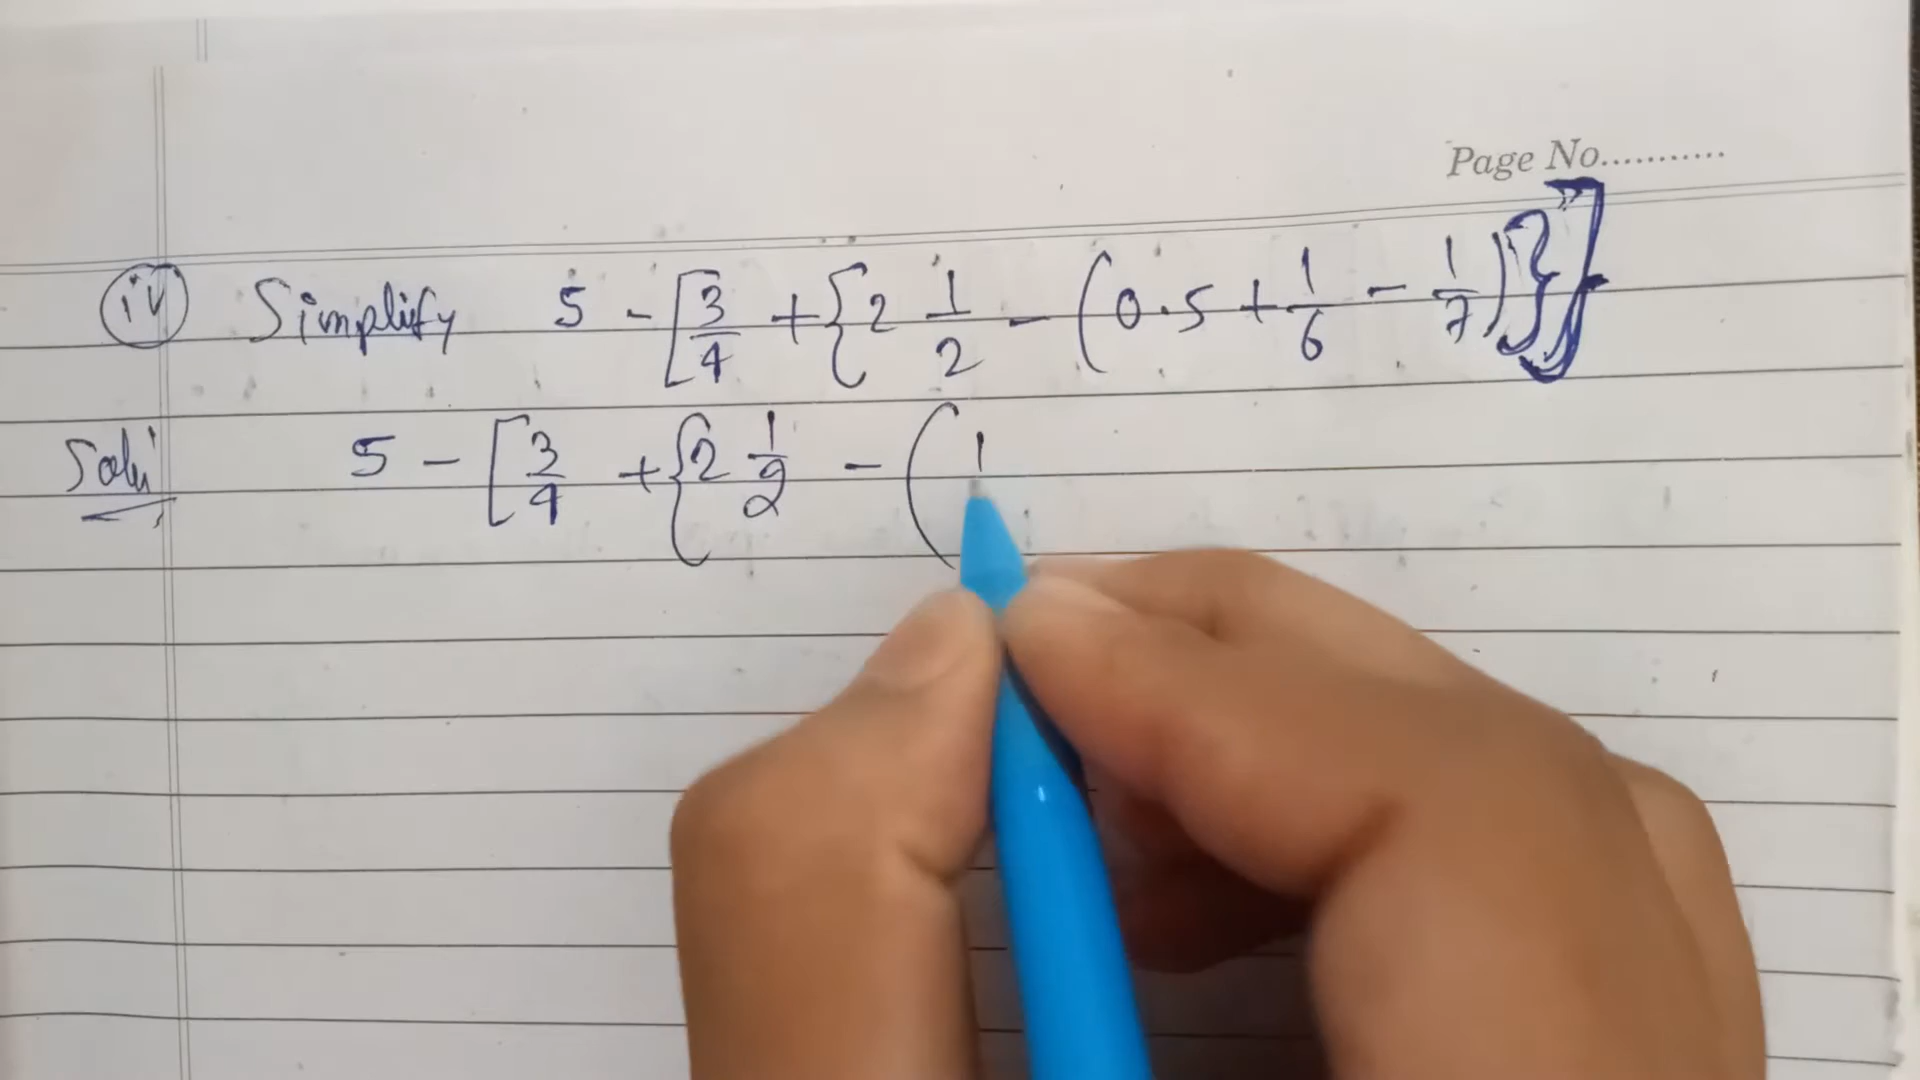 Page No...........
(iv) Simplify 5 - [3/4 + {2 1/2 - (0.5 + 1/6 - 1/7)}]
Soln 5 - [3/4 + {2 1/2 - (1